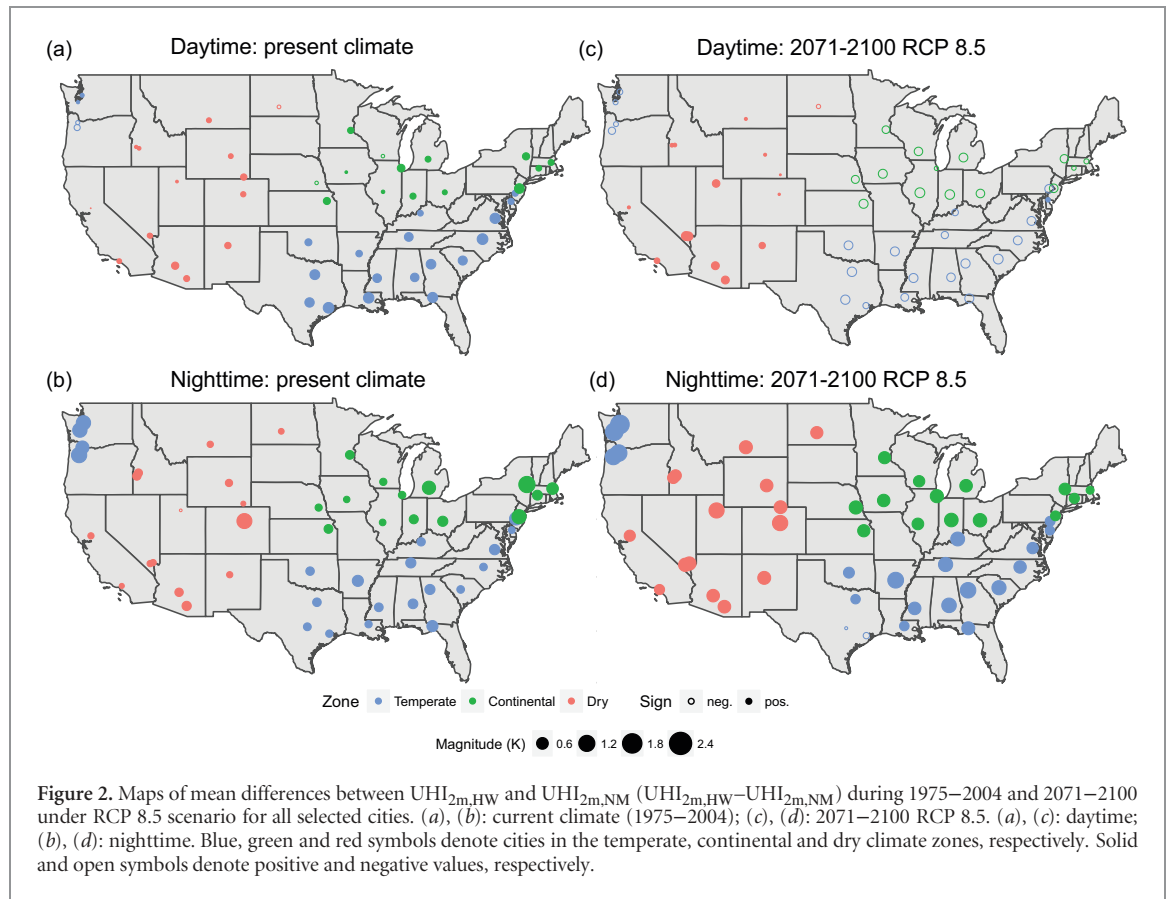 (a) Daytime: present climate
(c) Daytime: 2071-2100 RCP 8.5
(b) Nighttime: present climate
(d) Nighttime: 2071-2100 RCP 8.5
Zone Temperate Continental Dry Sign neg. pos.
Magnitude (K) 0.6 1.2 1.8 2.4
Figure 2. Maps of mean differences between UHI2m,HW and UHI2m,NM (UHI2m,HW–UHI2m,NM) during 1975–2004 and 2071–2100
under RCP 8.5 scenario for all selected cities. (a), (b): current climate (1975–2004); (c), (d): 2071–2100 RCP 8.5. (a), (c): daytime;
(b), (d): nighttime. Blue, green and red symbols denote cities in the temperate, continental and dry climate zones, respectively. Solid
and open symbols denote positive and negative values, respectively.